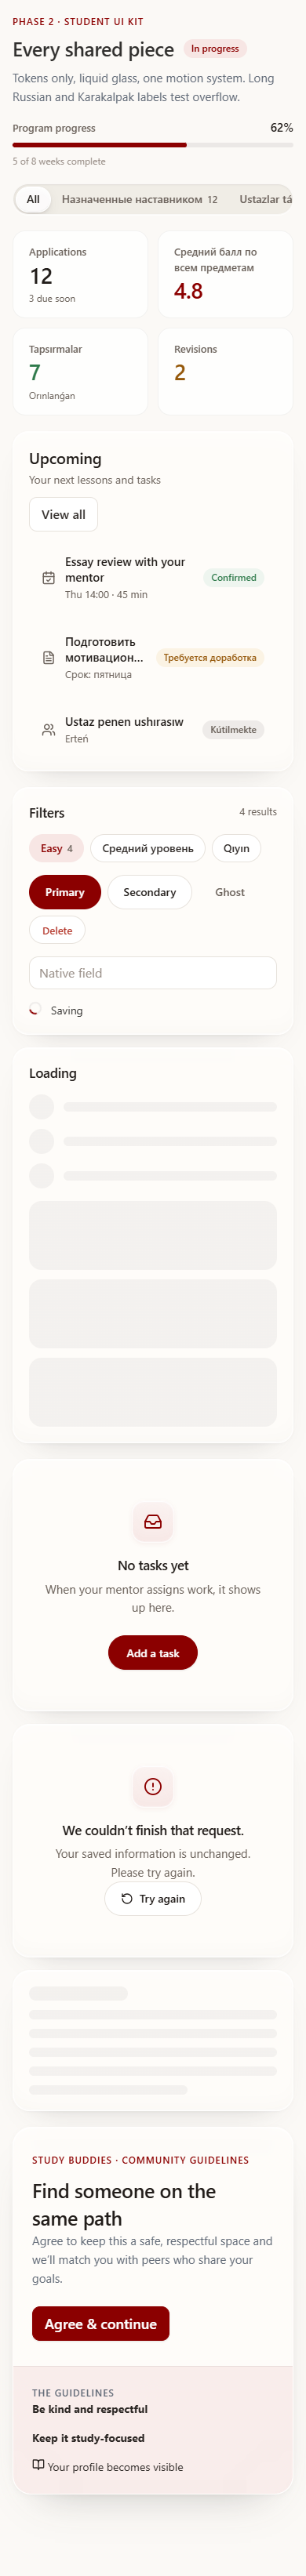 PHASE 2 · STUDENT UI KIT
Every shared piece In progress
Tokens only, liquid glass, one motion system. Long
Russian and Karakalpak labels test overflow.
Program progress 62%
5 of 8 weeks complete
All Назначенные наставником 12 Ustazlar tá
Applications
12
3 due soon
Средний балл по
всем предметам
4.8
Tapsırmalar
7
Orınlanǵan
Revisions
2
Upcoming
Your next lessons and tasks
View all
Essay review with your
mentor
Thu 14:00 · 45 min
Confirmed
Подготовить
мотивацион...
Срок: пятница
Требуется доработка
Ustaz penen ushırasıw
Erteń
Kútilmekte
Filters 4 results
Easy 4 Средний уровень Qıyın
Primary Secondary Ghost
Delete
Native field
Saving
Loading
No tasks yet
When your mentor assigns work, it shows
up here.
Add a task
We couldn’t finish that request.
Your saved information is unchanged.
Please try again.
Try again
STUDY BUDDIES · COMMUNITY GUIDELINES
Find someone on the
same path
Agree to keep this a safe, respectful space and
we’ll match you with peers who share your
goals.
Agree & continue
THE GUIDELINES
Be kind and respectful
Keep it study-focused
Your profile becomes visible